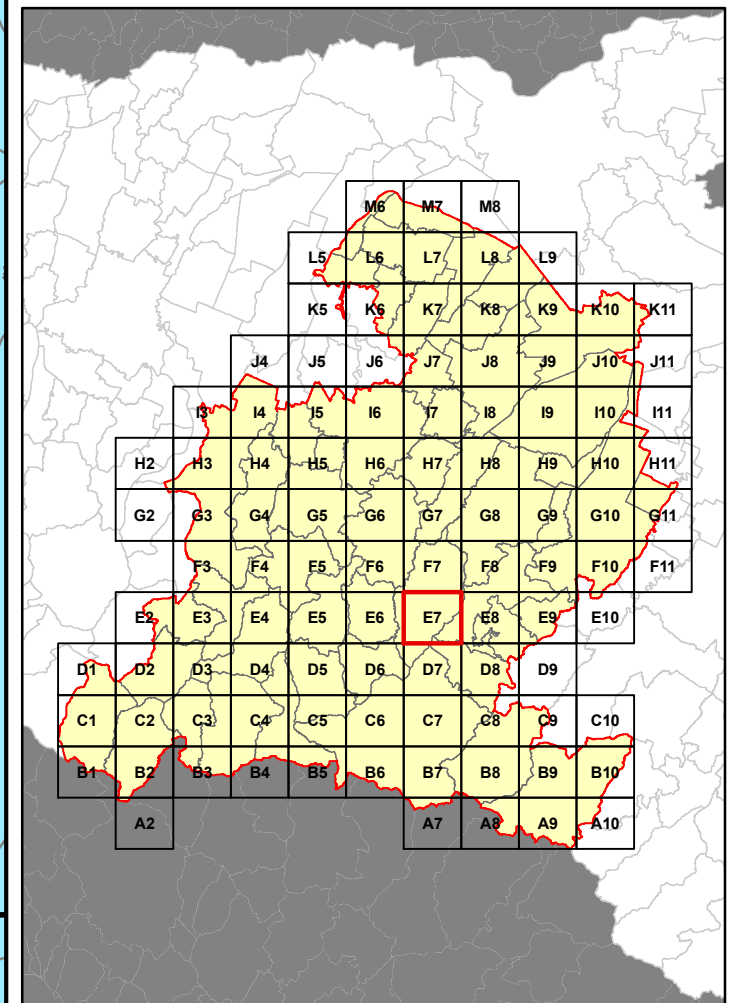 M6 M7 M8
L5 L6 L7 L8 L9
K5 K6 K7 K8 K9 K10 K11
J4 J5 J6 J7 J8 J9 J10 J11
I3 I4 I5 I6 I7 I8 I9 I10 I11
H2 H3 H4 H5 H6 H7 H8 H9 H10 H11
G2 G3 G4 G5 G6 G7 G8 G9 G10 G11
F3 F4 F5 F6 F7 F8 F9 F10 F11
E2 E3 E4 E5 E6 E7 E8 E9 E10
D1 D2 D3 D4 D5 D6 D7 D8 D9
C1 C2 C3 C4 C5 C6 C7 C8 C9 C10
B1 B2 B3 B4 B5 B6 B7 B8 B9 B10
A2 A7 A8 A9 A10